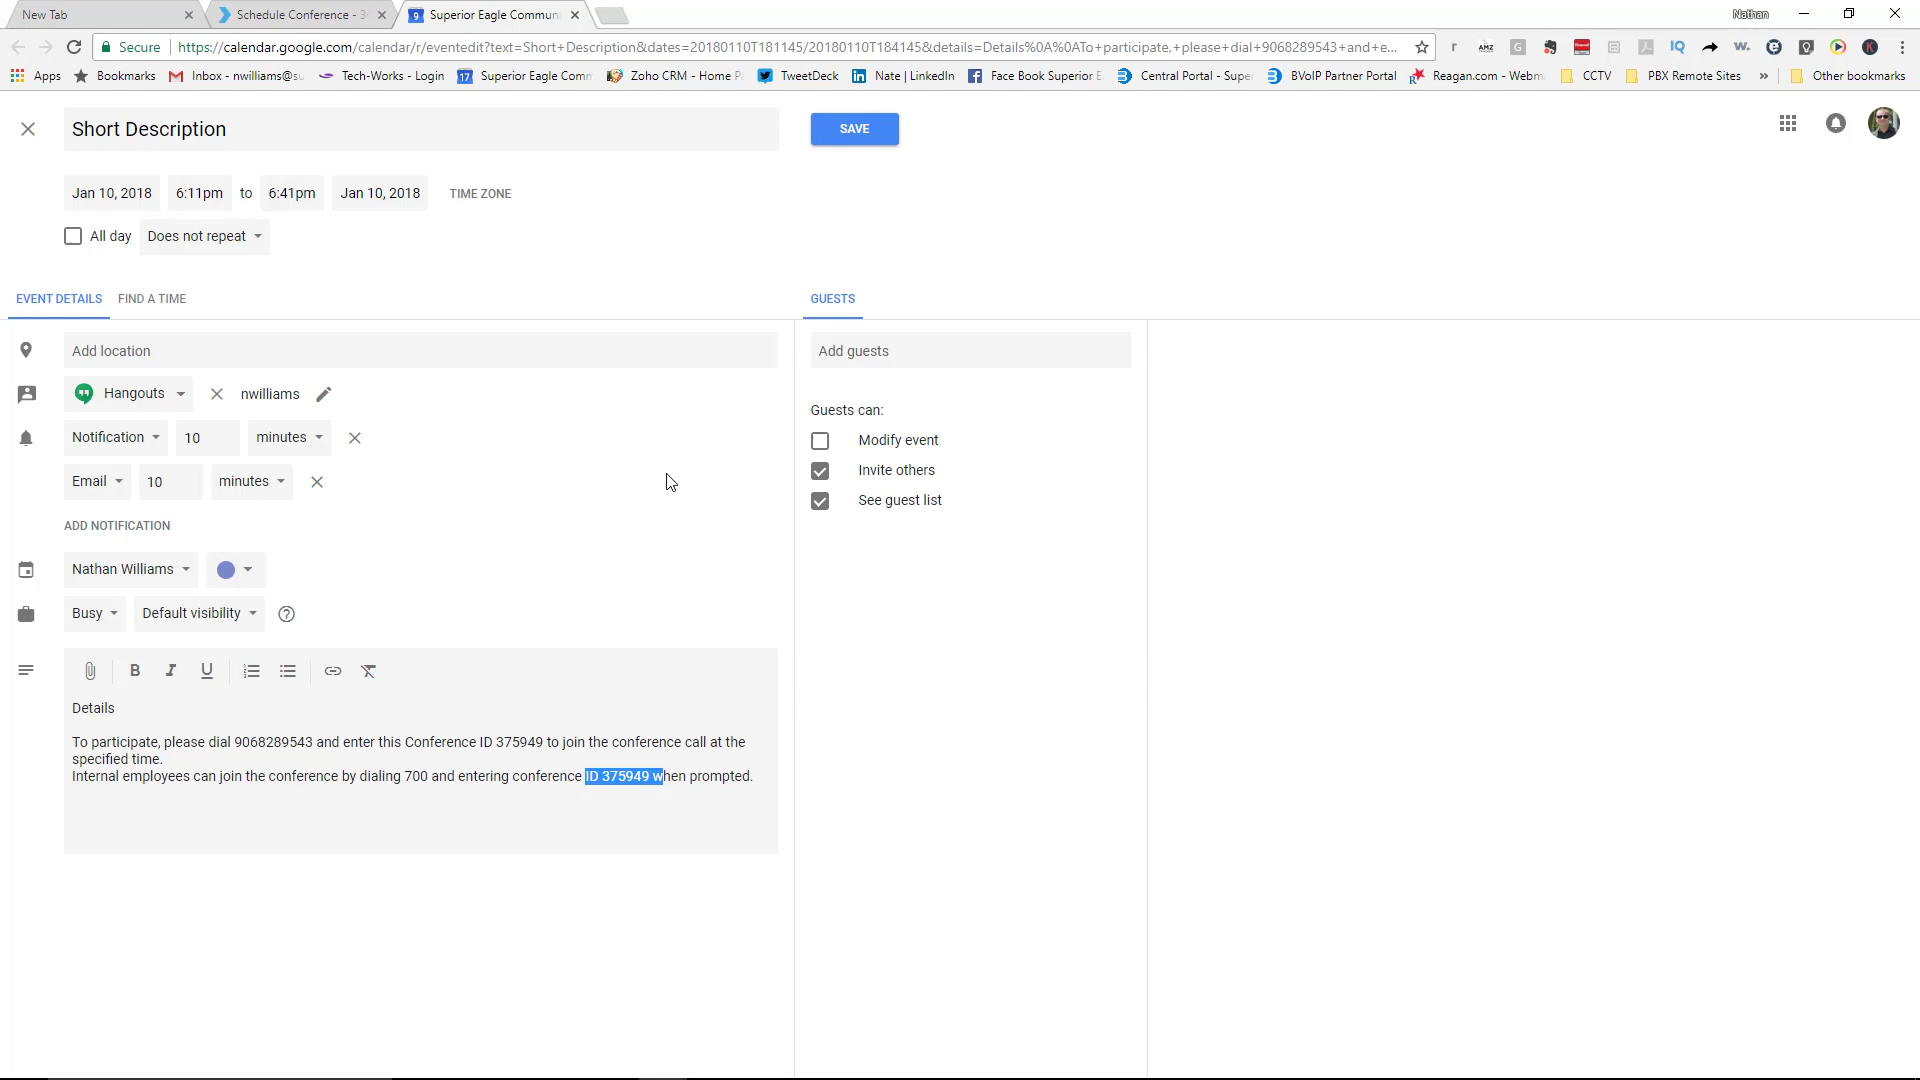 New Tab
Schedule Conference - 3
Superior Eagle Commun
Nathan
Secure
https://calendar.google.com/calendar/r/eventedit?text=Short+Description&dates=20180110T181145/20180110T184145&details=Details%0A%0ATo+participate,+please+dial+9068289543+and+e...
Apps
Bookmarks
Inbox - nwilliams@su
Tech-Works - Login
Superior Eagle Comm
Zoho CRM - Home P
TweetDeck
Nate | LinkedIn
Face Book Superior E
Central Portal - Supe
BVoIP Partner Portal
Reagan.com - Webm
CCTV
PBX Remote Sites
»
Other bookmarks
Short Description
SAVE
Jan 10, 2018
6:11pm
to
6:41pm
Jan 10, 2018
TIME ZONE
All day
Does not repeat
EVENT DETAILS
FIND A TIME
GUESTS
Add location
Add guests
Hangouts
nwilliams
Guests can:
Notification
10
minutes
Modify event
Invite others
Email
10
minutes
See guest list
ADD NOTIFICATION
Nathan Williams
Busy
Default visibility
B
I
U
Details
To participate, please dial 9068289543 and enter this Conference ID 375949 to join the conference call at the
specified time.
Internal employees can join the conference by dialing 700 and entering conference ID 375949 when prompted.